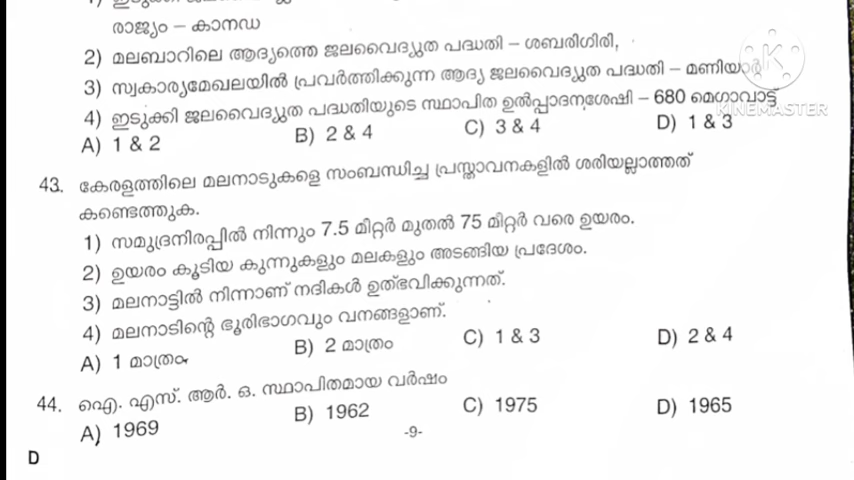 1) ഇടുക്കി
രാജ്യം – കാനഡ
2) മലബാറിലെ ആദ്യത്തെ ജലവൈദ്യുത പദ്ധതി – ശബരിഗിരി,
3) സ്വകാര്യമേഖലയിൽ പ്രവർത്തിക്കുന്ന ആദ്യ ജലവൈദ്യുത പദ്ധതി – മണിയാർ
4) ഇടുക്കി ജലവൈദ്യുത പദ്ധതിയുടെ സ്ഥാപിത ഉൽപ്പാദനശേഷി – 680 മെഗാവാട്ട്
A) 1 & 2 B) 2 & 4 C) 3 & 4 D) 1 & 3
KINEMASTER
43. കേരളത്തിലെ മലനാടുകളെ സംബന്ധിച്ച പ്രസ്താവനകളിൽ ശരിയല്ലാത്തത്
കണ്ടെത്തുക.
1) സമുദ്രനിരപ്പിൽ നിന്നും 7.5 മീറ്റർ മുതൽ 75 മീറ്റർ വരെ ഉയരം.
2) ഉയരം കൂടിയ കുന്നുകളും മലകളും അടങ്ങിയ പ്രദേശം.
3) മലനാട്ടിൽ നിന്നാണ് നദികൾ ഉത്ഭവിക്കുന്നത്.
4) മലനാടിന്റെ ഭൂരിഭാഗവും വനങ്ങളാണ്.
A) 1 മാത്രം B) 2 മാത്രം C) 1 & 3 D) 2 & 4
44. ഐ. എസ്. ആർ. ഒ. സ്ഥാപിതമായ വർഷം
A) 1969 B) 1962 C) 1975 D) 1965
-9-
D